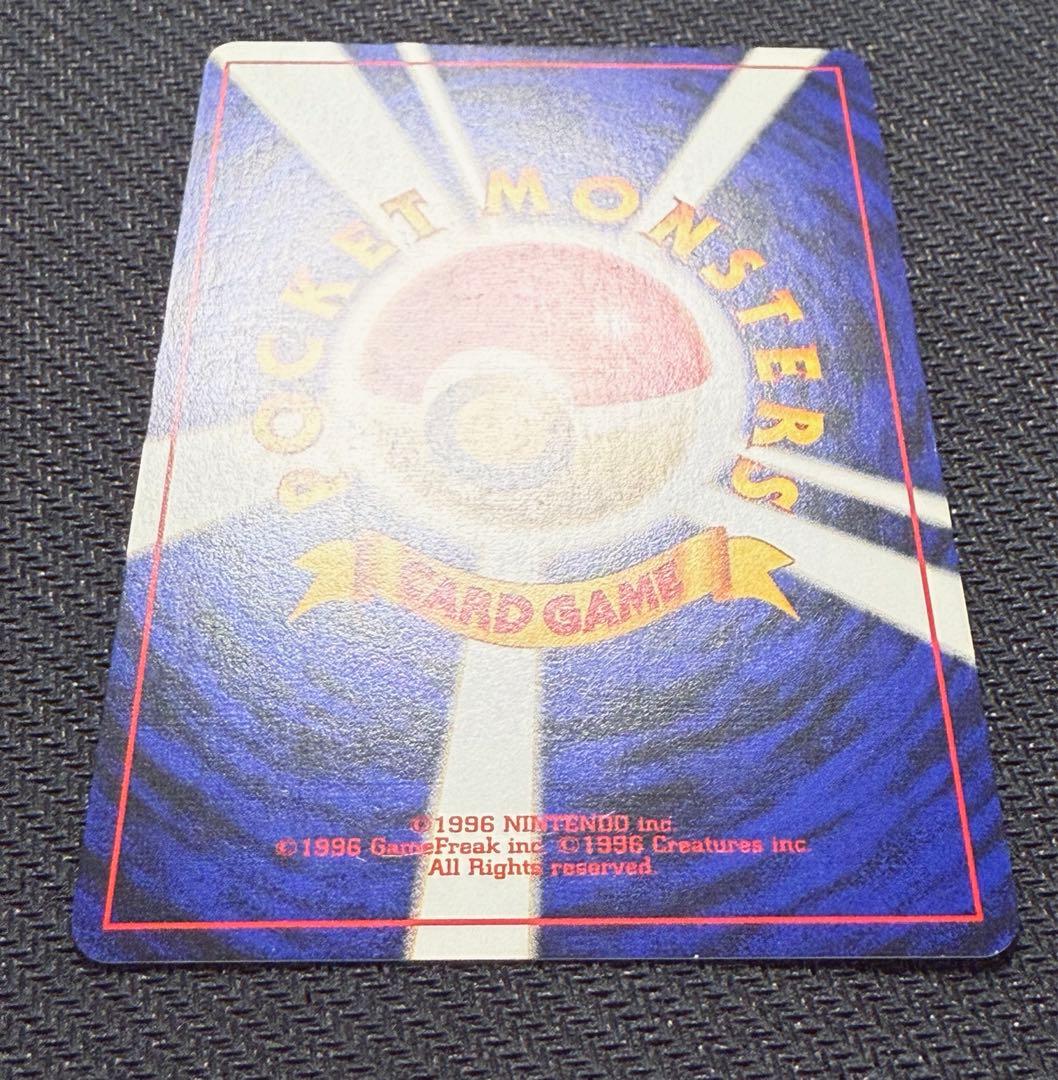 POCKET MONSTERS
CARD GAME
©1996 NINTENDO inc.
©1996 GameFreak inc. ©1996 Creatures inc.
All Rights reserved.